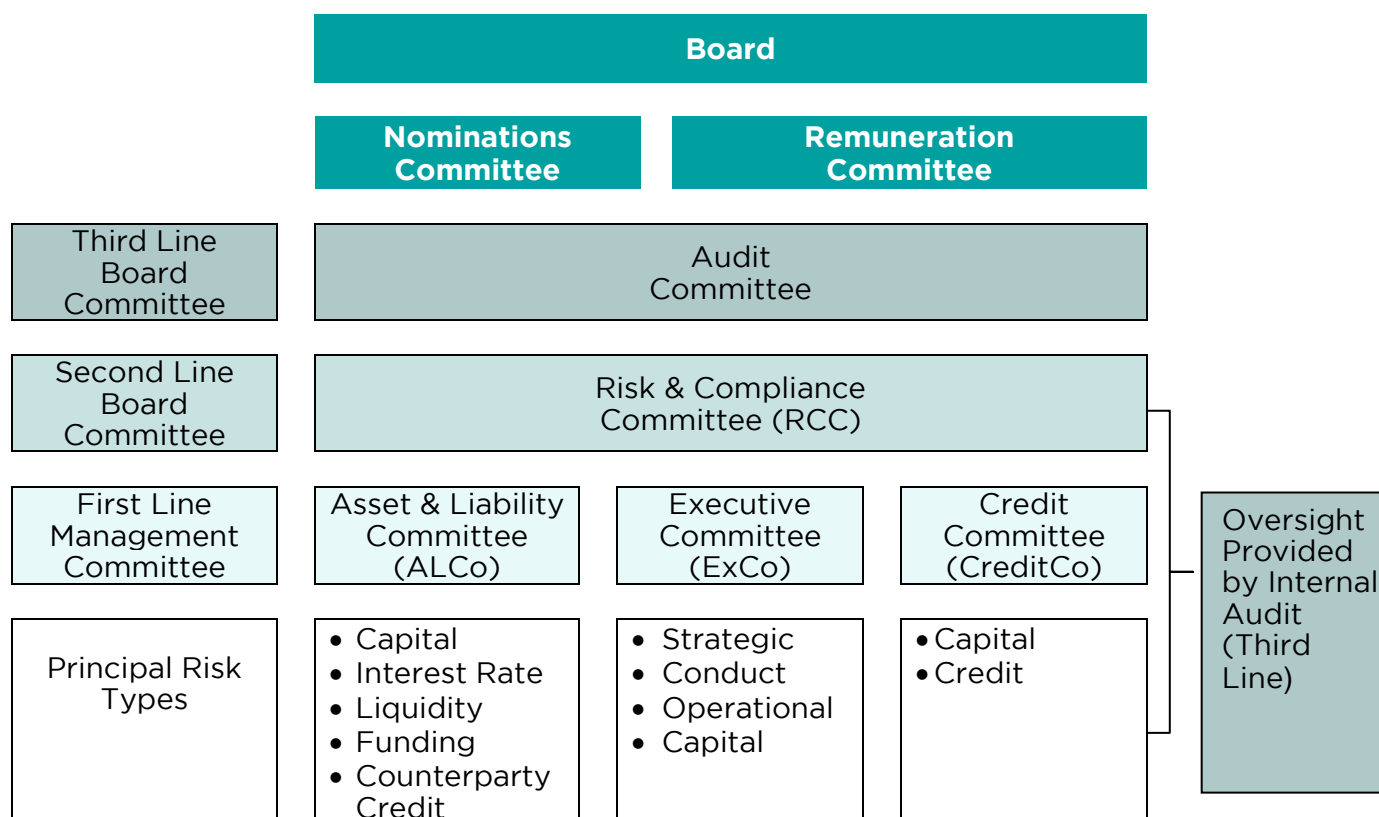 Board
Nominations
Committee
Remuneration
Committee
Third Line
Board
Committee
Audit
Committee
Second Line
Board
Committee
Risk & Compliance
Committee (RCC)
First Line
Management
Committee
Asset & Liability
Committee
(ALCo)
Executive
Committee
(ExCo)
Credit
Committee
(CreditCo)
Oversight
Provided
by Internal
Audit
(Third
Line)
Principal Risk
Types
• Capital
• Interest Rate
• Liquidity
• Funding
• Counterparty
Credit
• Strategic
• Conduct
• Operational
• Capital
• Capital
• Credit